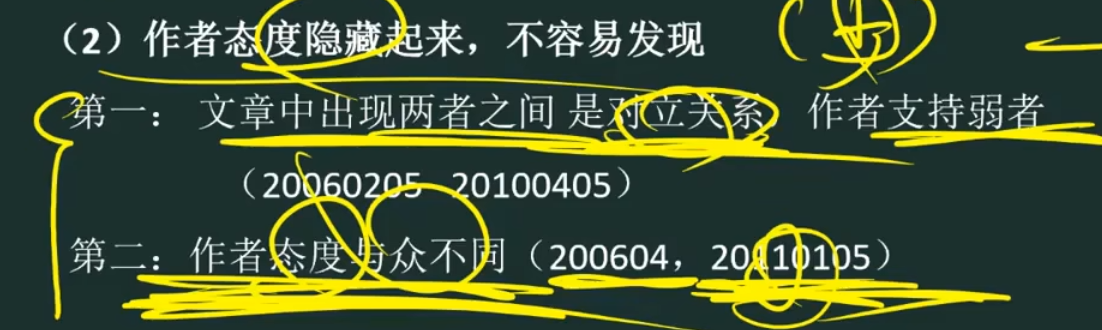 （2）作者态度隐藏起来，不容易发现
第一： 文章中出现两者之间 是对立关系， 作者支持弱者
（20060205 20100405）
第二：作者态度与众不同（200604，20110105）